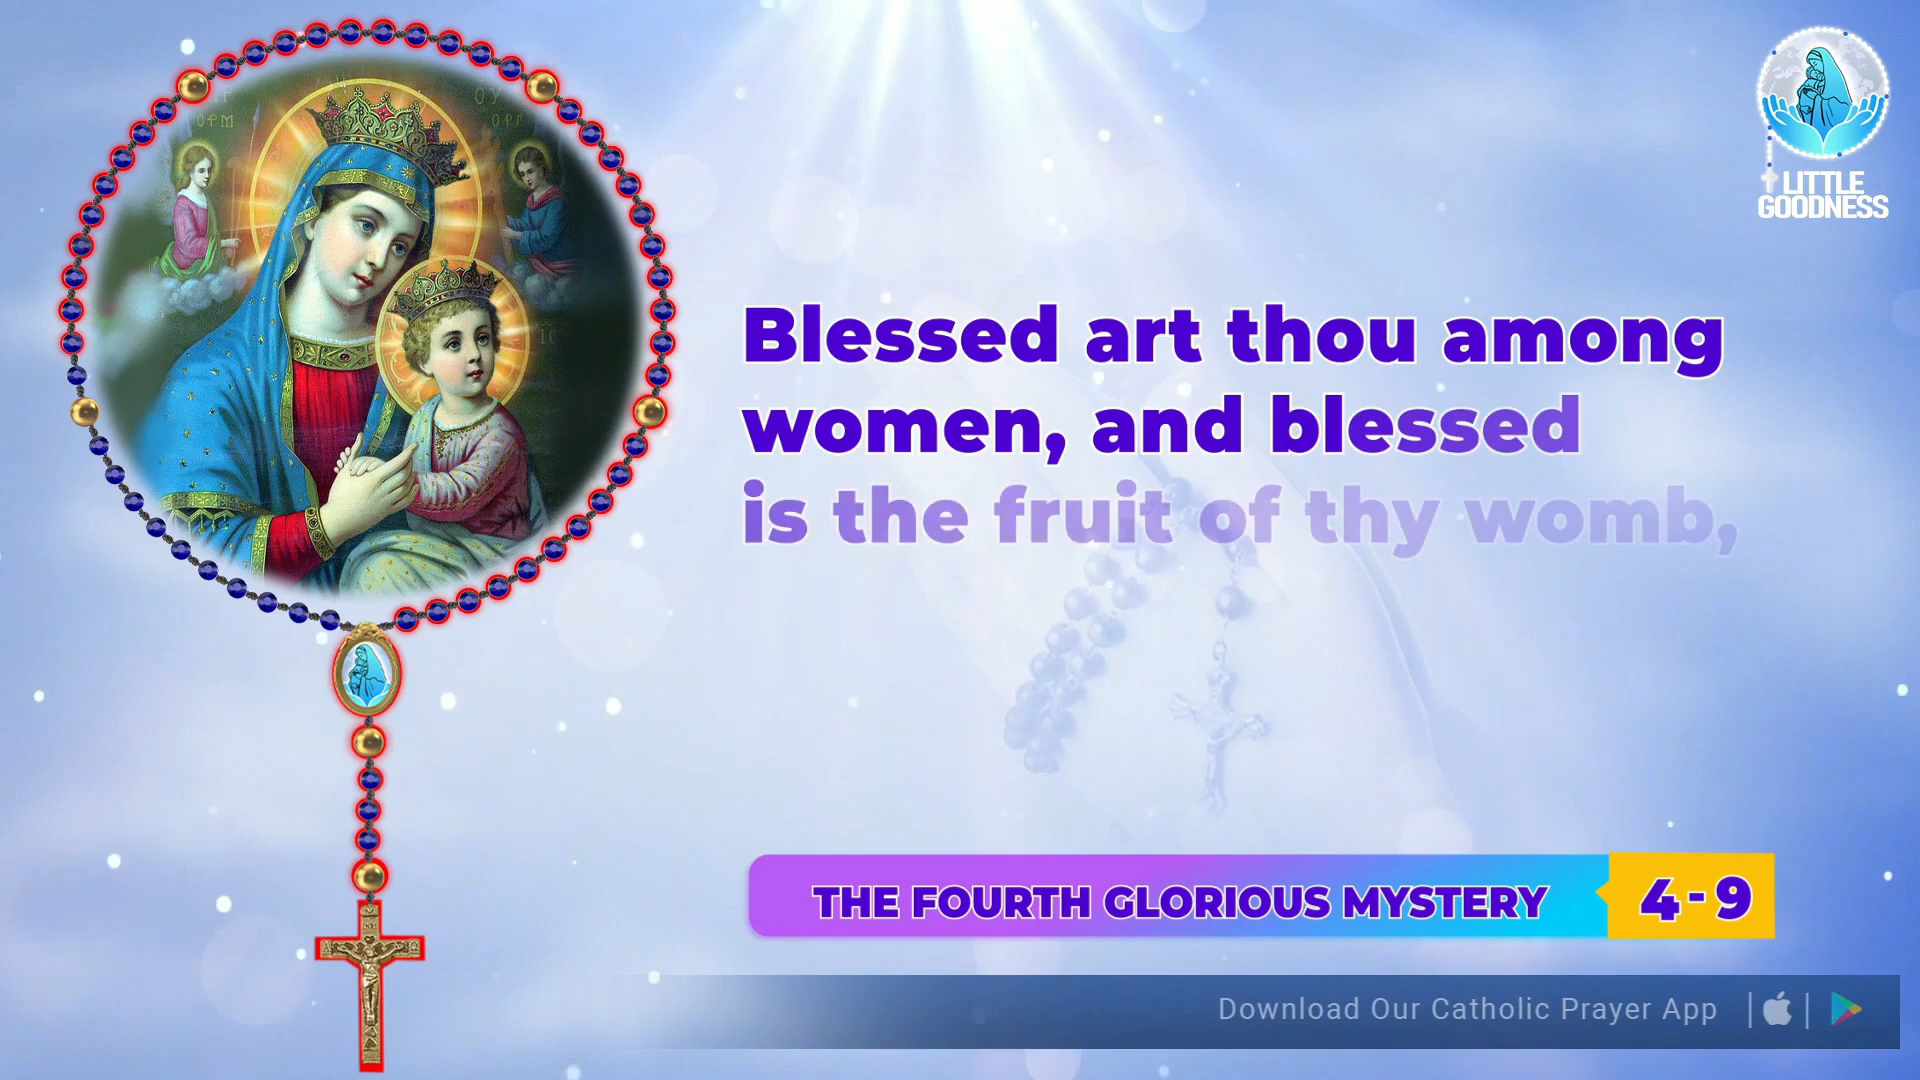 LITTLE
GOODNESS
Blessed art thou among
women, and blessed
is the fruit of thy womb,
THE FOURTH GLORIOUS MYSTERY
4-9
Download Our Catholic Prayer App